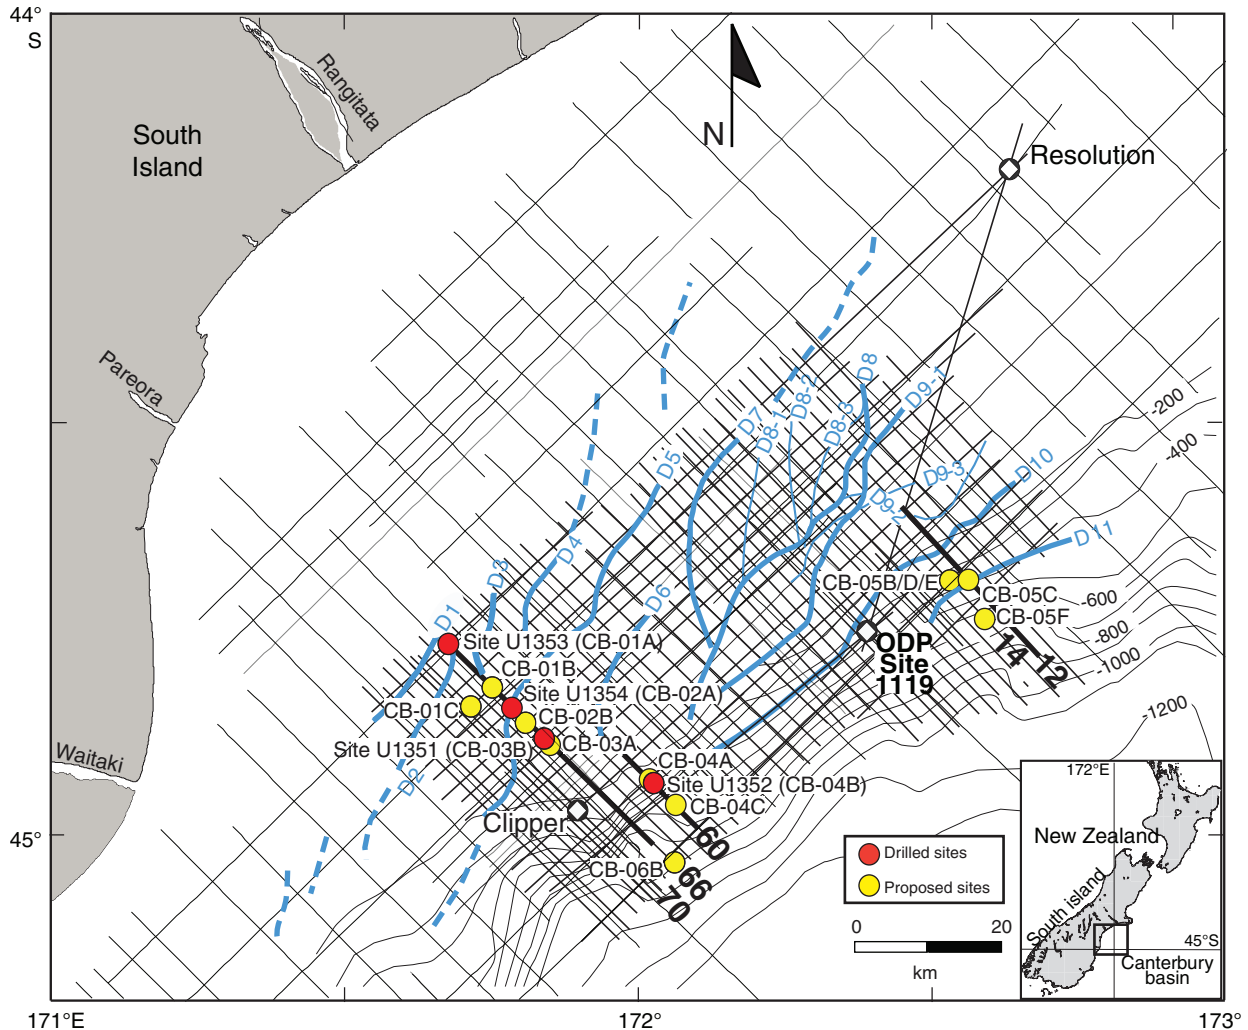 44°
S
Rangitata
South
Island
N
Resolution
Pareora
-200
-400
D8
D8-2
D9-1
D7
D8-1
D8-3
D5
D9-3
D10
D9-2
D11
D4
D3
D6
CB-05B/D/E
CB-05C
-600
CB-05F
D1
-800
Site U1353 (CB-01A)
ODP
Site
1119
14
12
-1000
CB-01B
Site U1354 (CB-02A)
CB-01C
CB-02B
-1200
Site U1351 (CB-03B)
CB-03A
Waitaki
CB-04A
D2
Site U1352 (CB-04B)
CB-04C
Clipper
60
45°
CB-06B
66
70
Drilled sites
Proposed sites
0
20
km
172°E
New Zealand
South island
45°S
Canterbury
basin
171°E
172°
173°